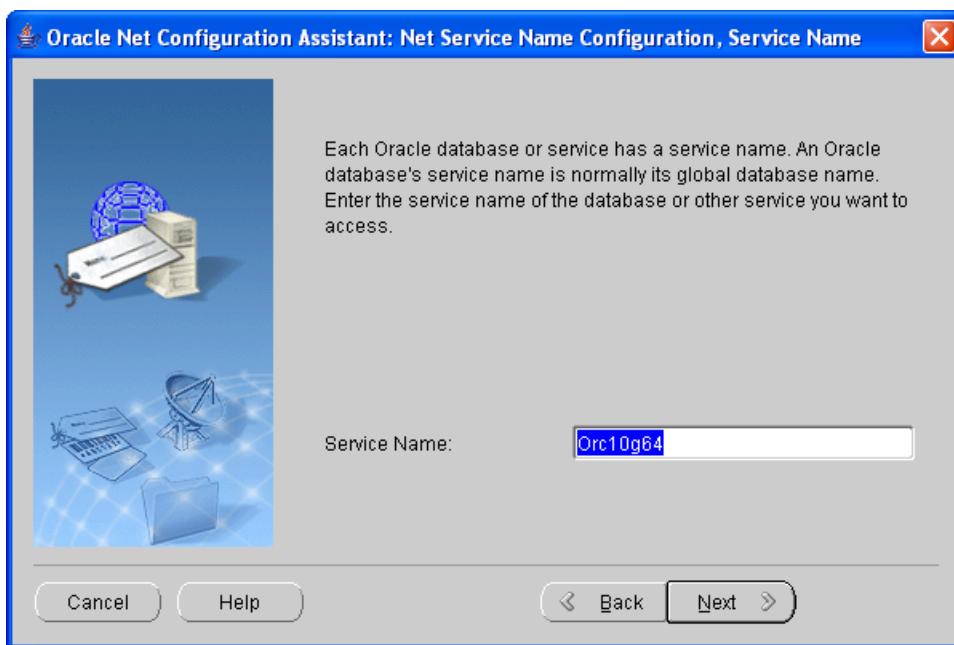 Oracle Net Configuration Assistant: Net Service Name Configuration, Service Name
Each Oracle database or service has a service name. An Oracle
database's service name is normally its global database name.
Enter the service name of the database or other service you want to
access.
Service Name: Orc10g64
Cancel Help Back Next